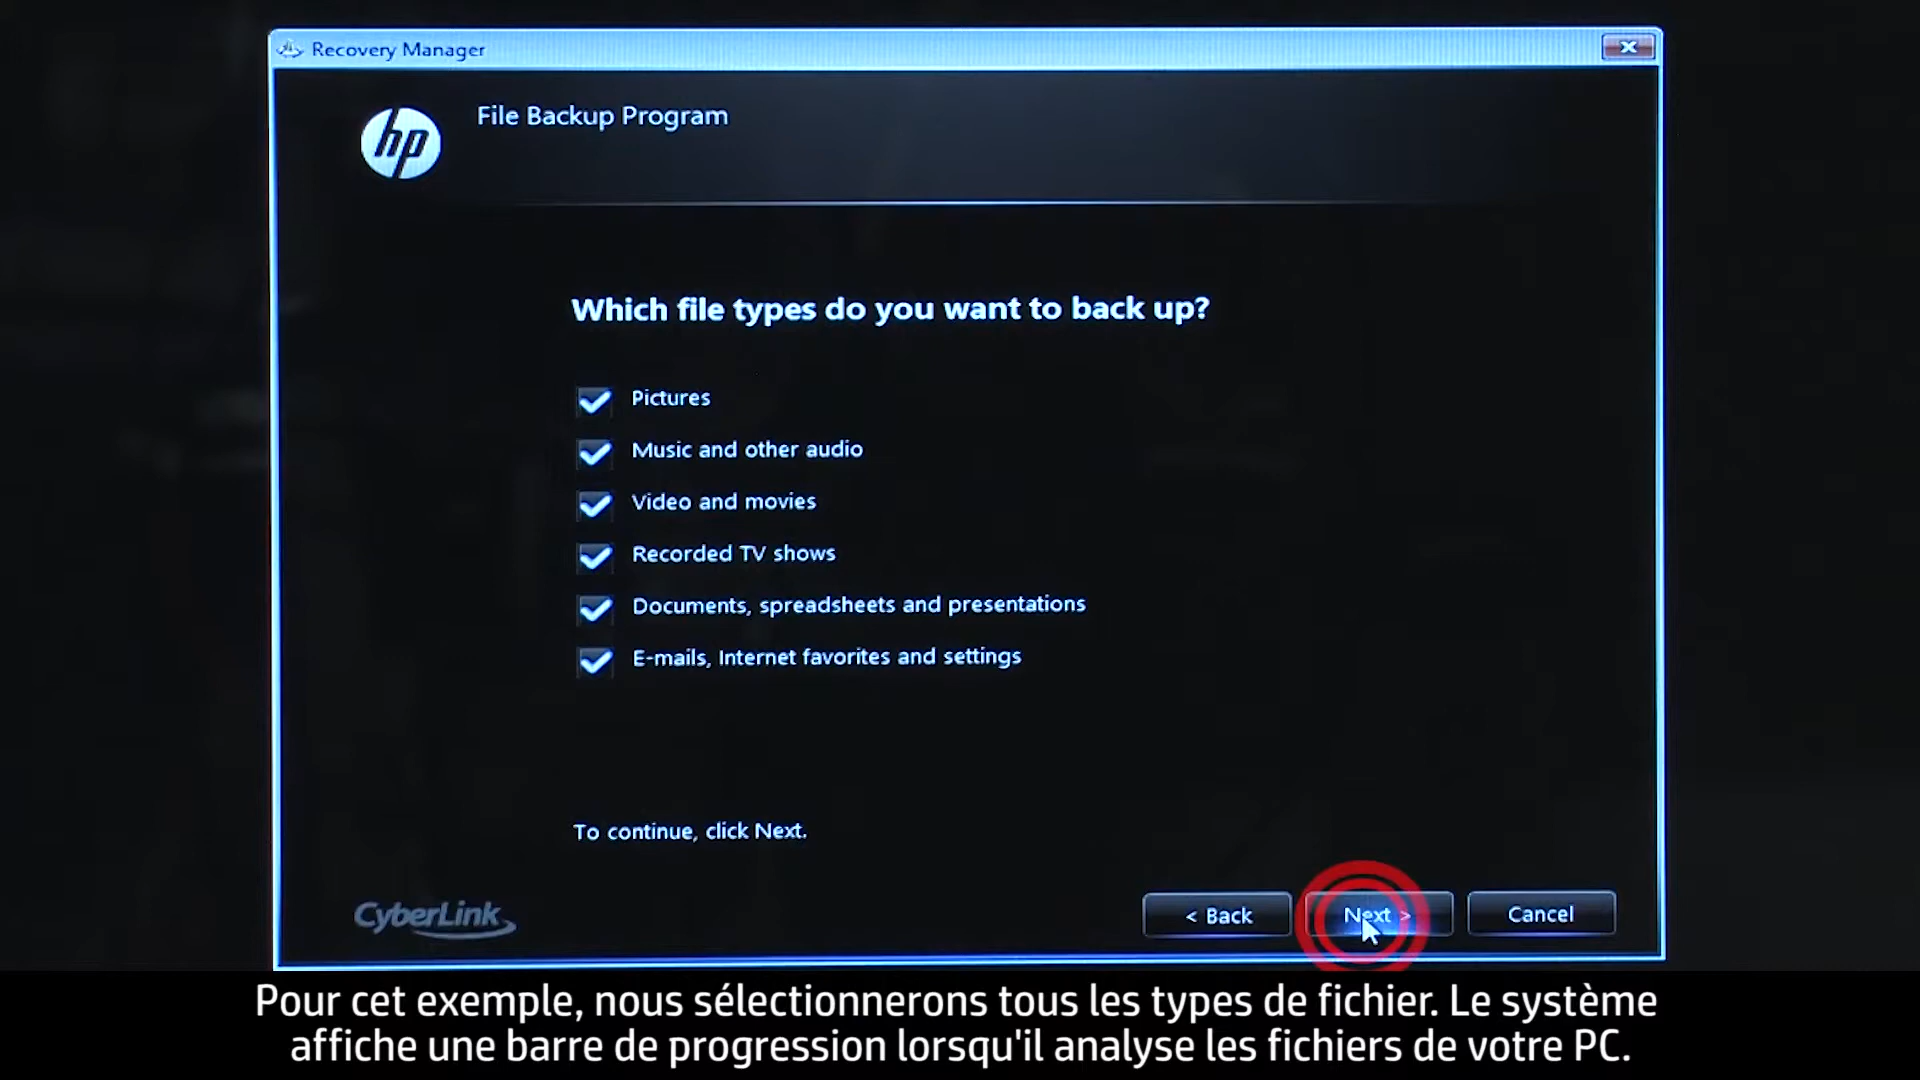 Recovery Manager
hp
File Backup Program
Which file types do you want to back up?
Pictures
Music and other audio
Video and movies
Recorded TV shows
Documents, spreadsheets and presentations
E-mails, Internet favorites and settings
To continue, click Next.
CyberLink
< Back
Next >
Cancel
Pour cet exemple, nous sélectionnerons tous les types de fichier. Le système
affiche une barre de progression lorsqu'il analyse les fichiers de votre PC.